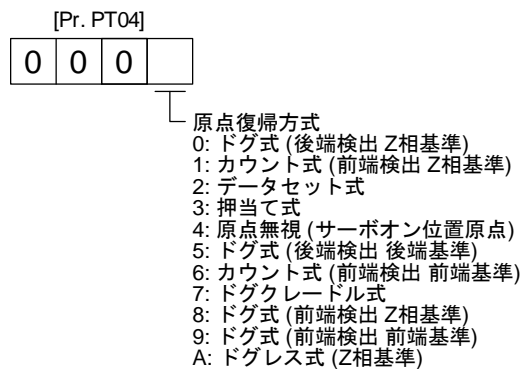 [Pr. PT04]
0 0 0
原点復帰方式
0: ドグ式 (後端検出 Z相基準)
1: カウント式 (前端検出 Z相基準)
2: データセット式
3: 押当て式
4: 原点無視 (サーボオン位置原点)
5: ドグ式 (後端検出 後端基準)
6: カウント式 (前端検出 前端基準)
7: ドグクレードル式
8: ドグ式 (前端検出 Z相基準)
9: ドグ式 (前端検出 前端基準)
A: ドグレス式 (Z相基準)